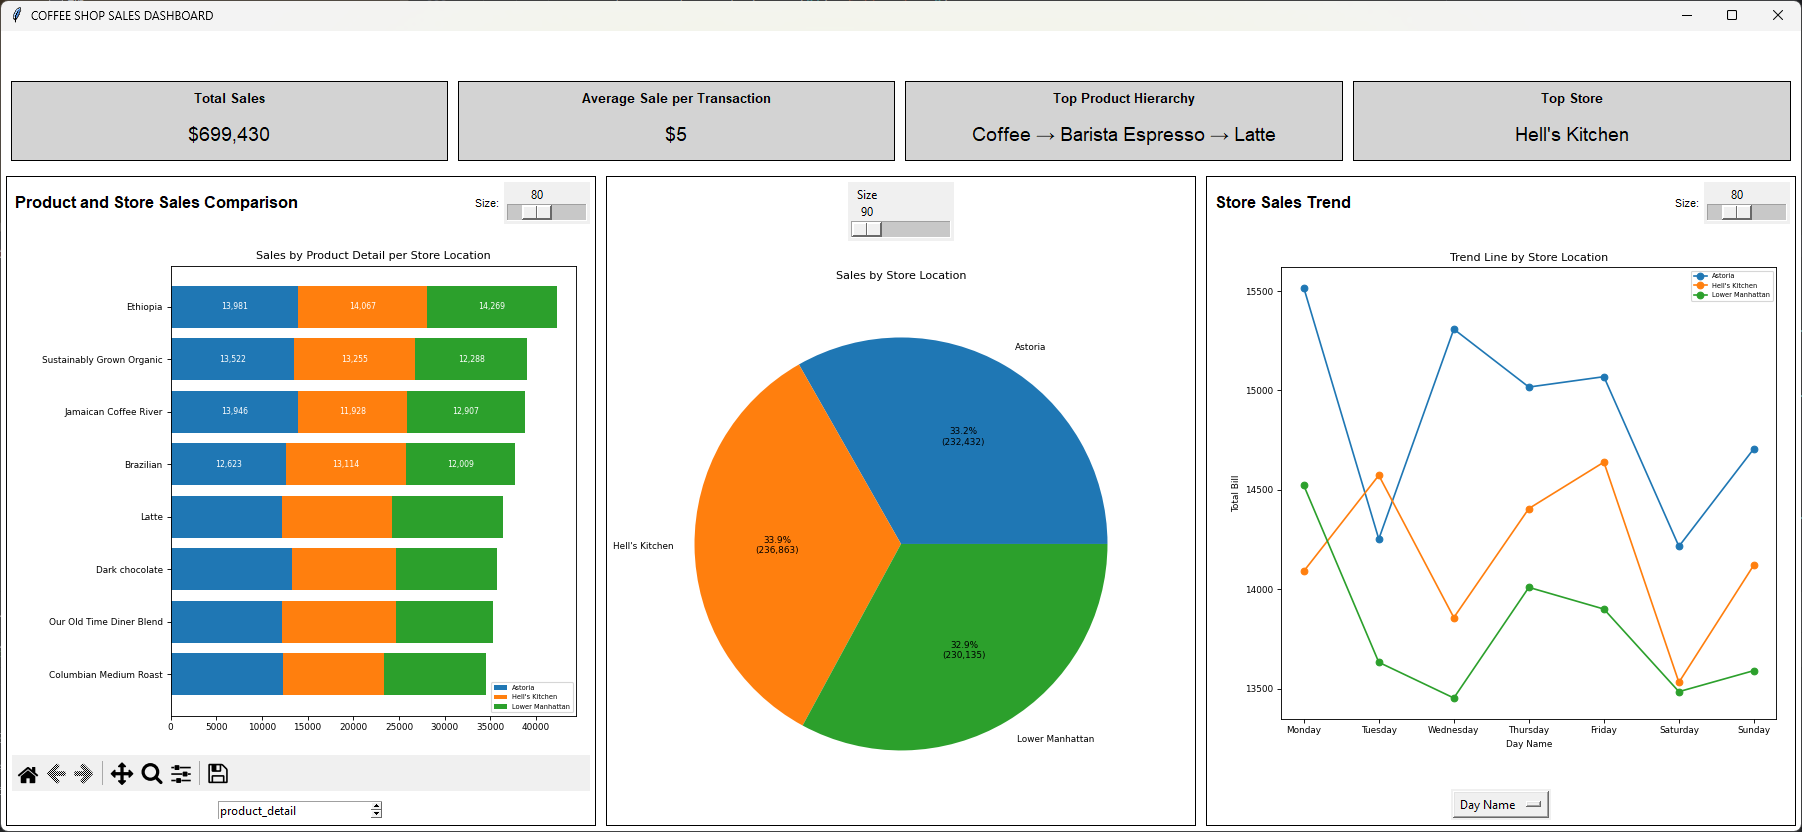 COFFEE SHOP SALES DASHBOARD
Total Sales
$699,430
Average Sale per Transaction
$5
Top Product Hierarchy
Coffee → Barista Espresso → Latte
Top Store
Hell's Kitchen
Product and Store Sales Comparison
Size:
80
Sales by Product Detail per Store Location
Ethiopia
13,981
14,067
14,269
Sustainably Grown Organic
13,522
13,255
12,288
Jamaican Coffee River
13,946
11,928
12,907
Brazilian
12,623
13,114
12,009
Latte
Dark chocolate
Our Old Time Diner Blend
Columbian Medium Roast
Astoria
Hell's Kitchen
Lower Manhattan
0 5000 10000 15000 20000 25000 30000 35000 40000
product_detail
Size
90
Sales by Store Location
Astoria
33.2%
(232,432)
Hell's Kitchen
33.9%
(236,863)
32.9%
(230,135)
Lower Manhattan
Store Sales Trend
Size:
80
Trend Line by Store Location
Astoria
Hell's Kitchen
Lower Manhattan
15500
15000
14500
14000
13500
Total Bill
Monday Tuesday Wednesday Thursday Friday Saturday Sunday
Day Name
Day Name